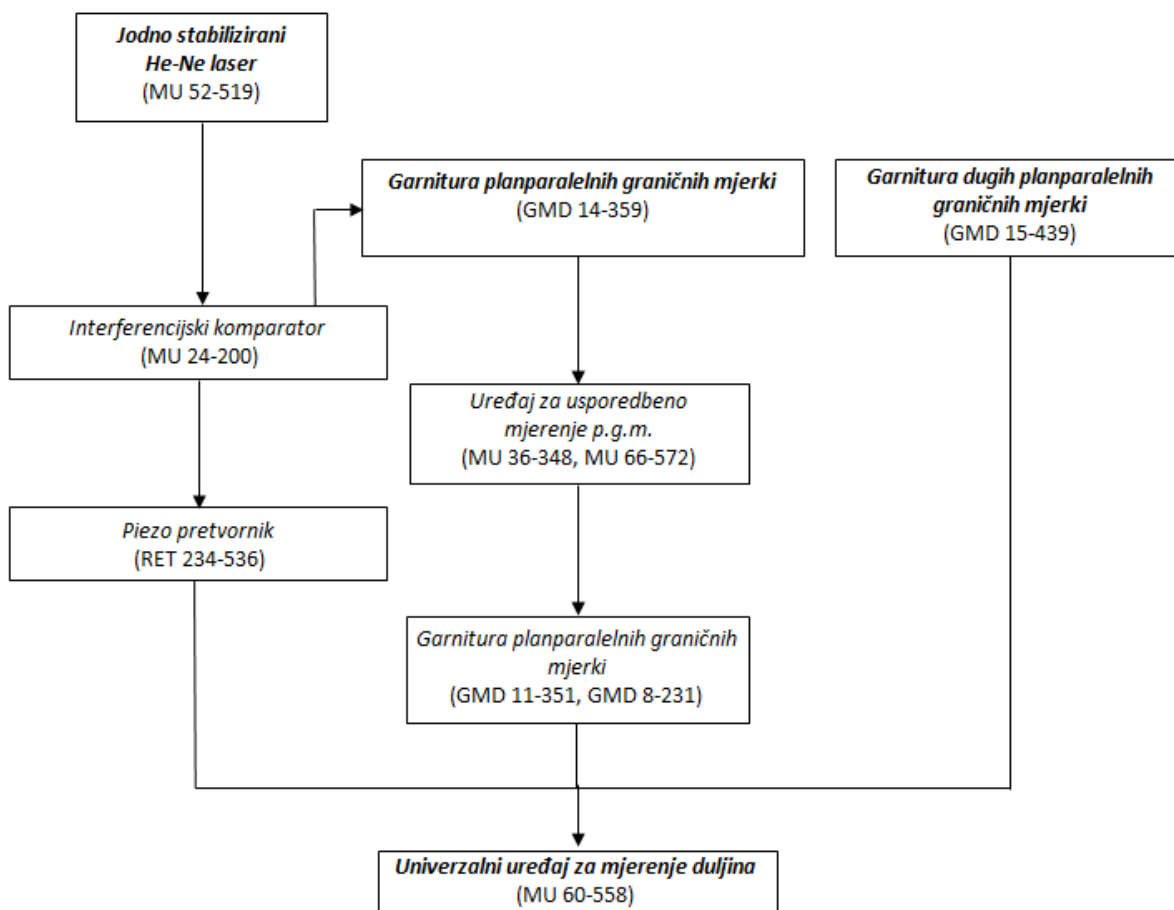 Jodno stabilizirani
He-Ne laser
(MU 52-519)
Garnitura planparalelnih graničnih mjerki
(GMD 14-359)
Garnitura dugih planparalelnih
graničnih mjerki
(GMD 15-439)
Interferencijski komparator
(MU 24-200)
Uređaj za usporedbeno
mjerenje p.g.m.
(MU 36-348, MU 66-572)
Piezo pretvornik
(RET 234-536)
Garnitura planparalelnih graničnih
mjerki
(GMD 11-351, GMD 8-231)
Univerzalni uređaj za mjerenje duljina
(MU 60-558)